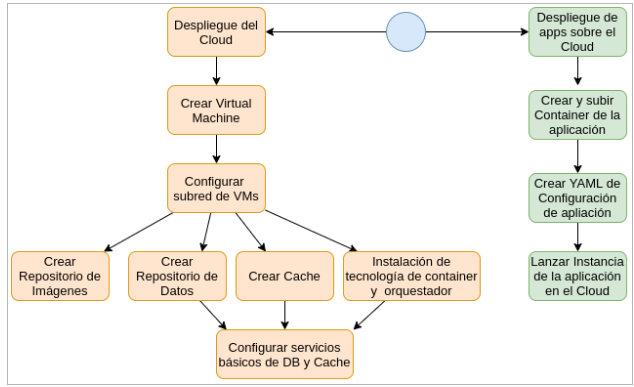 Despliegue del
Cloud
Despliegue de
apps sobre el
Cloud
Crear Virtual
Machine
Crear y subir
Container de la
aplicación
Configurar
subred de VMs
Crear YAML de
Configuración
de apliación
Crear
Repositorio de
Imágenes
Crear
Repositorio de
Datos
Crear Cache
Instalación de
tecnología de container
y orquestador
Lanzar Instancia
de la aplicación
en el Cloud
Configurar servicios
básicos de DB y Cache